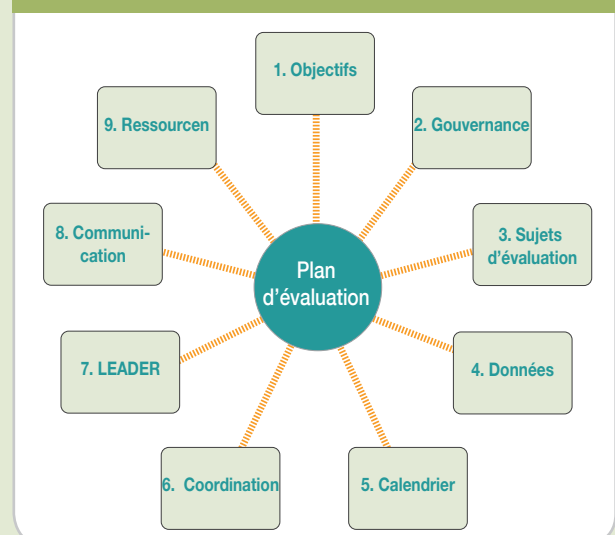 1. Objectifs
2. Gouvernance
3. Sujets
d'évaluation
4. Données
5. Calendrier
6. Coordination
7. LEADER
8. Communi-
cation
9. Ressourcen
Plan
d'évaluation